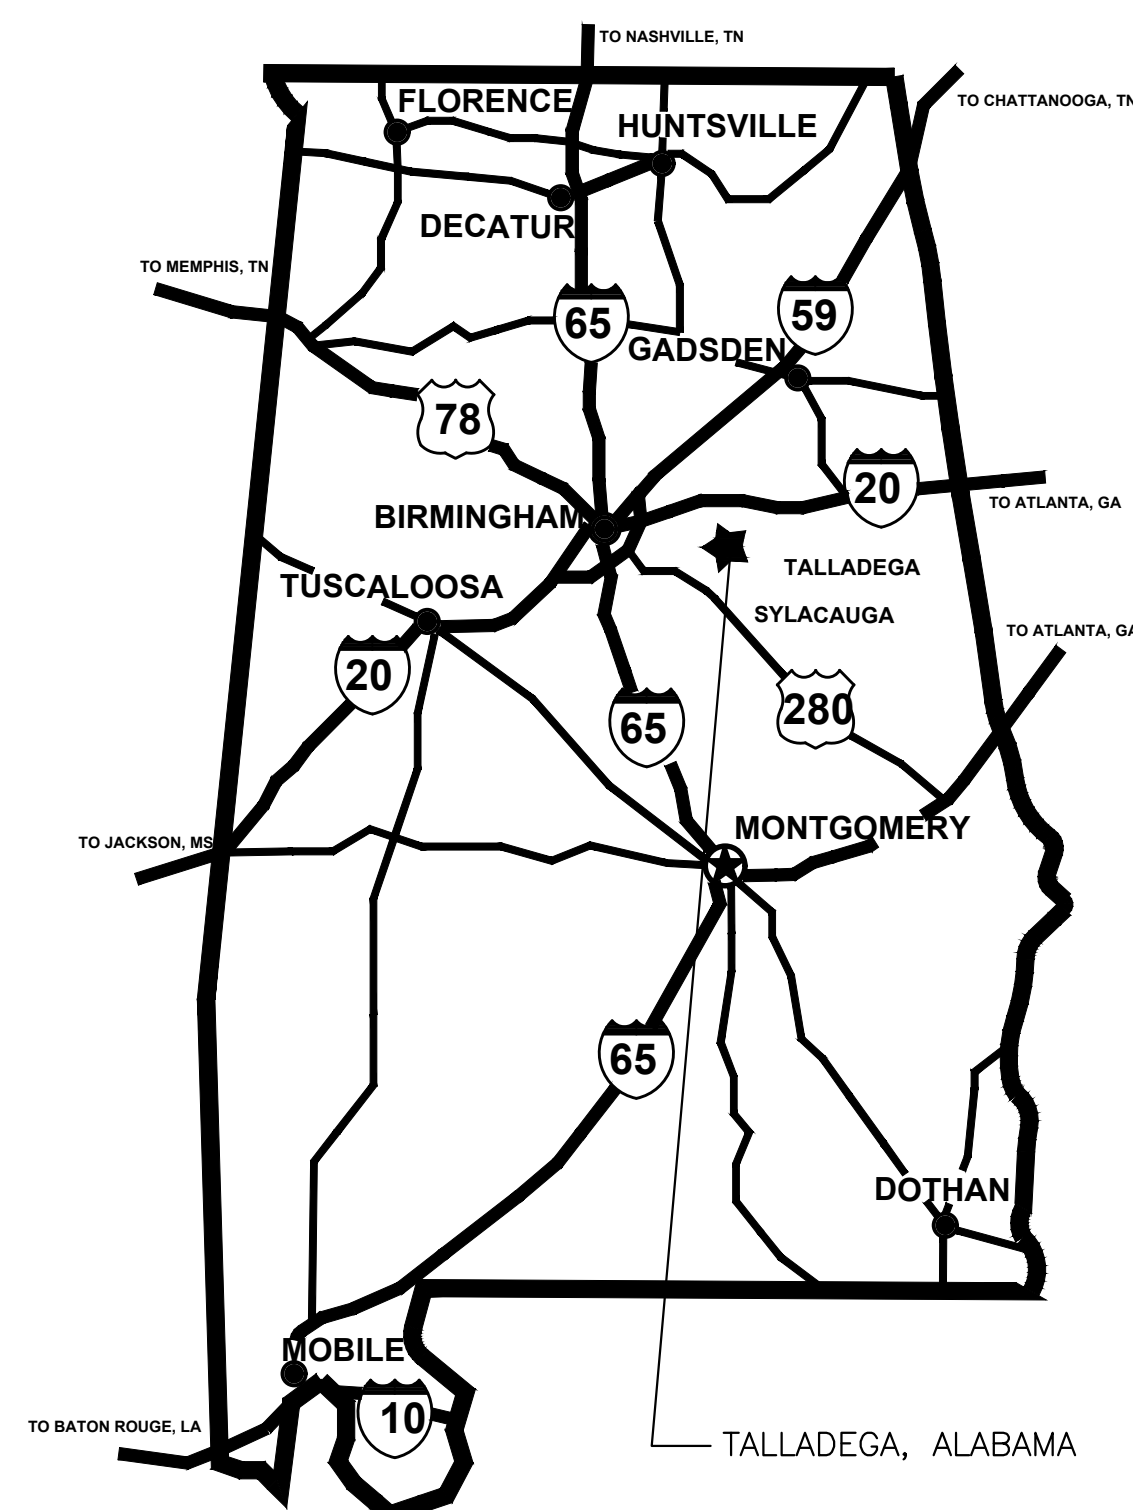 TO NASHVILLE, TN
FLORENCE
TO CHATTANOOGA, TN
HUNTSVILLE
DECATUR
TO MEMPHIS, TN
65
59
GADSDEN
78
20
TO ATLANTA, GA
BIRMINGHAM
TALLADEGA
TUSCALOOSA
SYLACAUGA
TO ATLANTA, GA
20
280
65
MONTGOMERY
TO JACKSON, MS
65
DOTHAN
MOBILE
10
TO BATON ROUGE, LA
TALLADEGA, ALABAMA